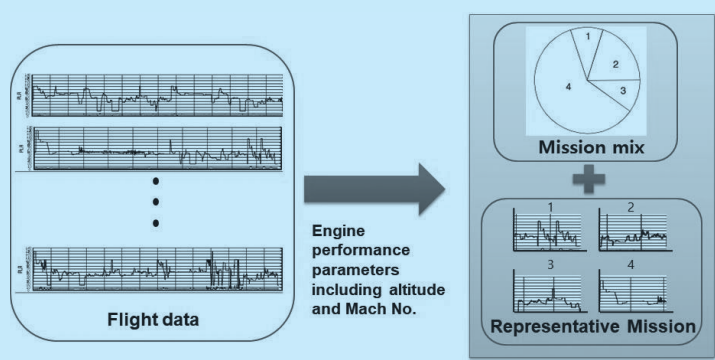 Flight data
Engine
performance
parameters
including altitude
and Mach No.
1
2
3
4
Mission mix
1
2
3
4
Representative Mission